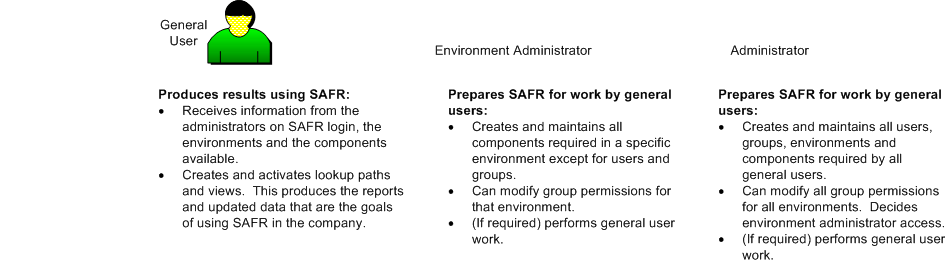 General
User
Environment Administrator
Administrator
Produces results using SAFR:
• Receives information from the
administrators on SAFR login, the
environments and the components
available.
• Creates and activates lookup paths
and views.  This produces the reports
and updated data that are the goals
of using SAFR in the company.
Prepares SAFR for work by general
users:
• Creates and maintains all
components required in a specific
environment except for users and
groups.
• Can modify group permissions for
that environment.
• (If required) performs general user
work.
Prepares SAFR for work by general
users:
• Creates and maintains all users,
groups, environments and
components required by all
general users.
• Can modify all group permissions
for all environments.  Decides
environment administrator access.
• (If required) performs general user
work.